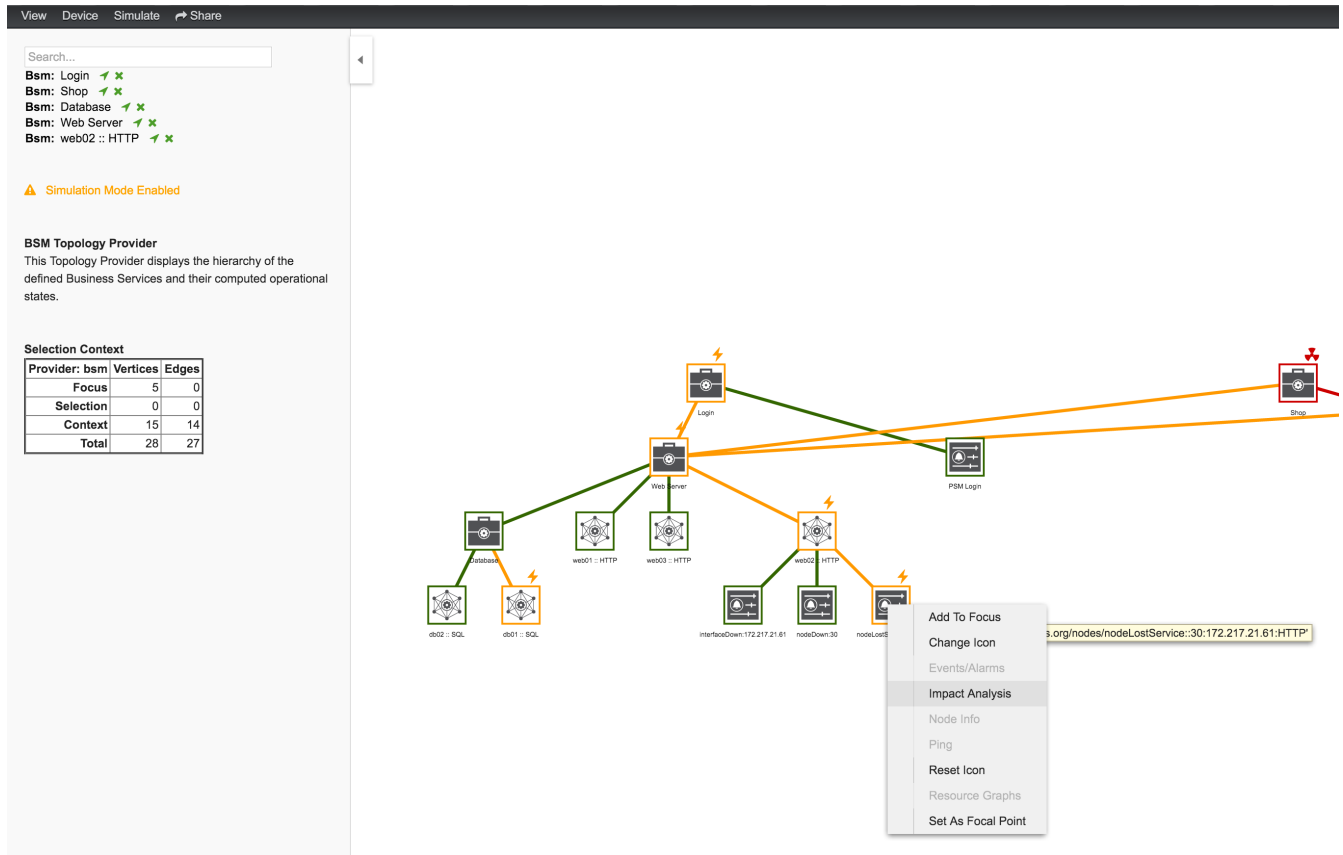 View Device Simulate Share
Search...
Bsm: Login
Bsm: Shop
Bsm: Database
Bsm: Web Server
Bsm: web02 :: HTTP
Simulation Mode Enabled
BSM Topology Provider
This Topology Provider displays the hierarchy of the
defined Business Services and their computed operational
states.
Selection Context
Provider: bsm Vertices Edges
Focus 5 0
Selection 0 0
Context 15 14
Total 28 27
Login
Shop
Web Server
PSM Login
Database
web01 :: HTTP
web03 :: HTTP
web02 :: HTTP
db02 :: SQL
db01 :: SQL
interfaceDown:172.217.21.61
nodeDown:30
nodeLostS
s.org/nodes/nodeLostService::30:172.217.21.61:HTTP'
Add To Focus
Change Icon
Events/Alarms
Impact Analysis
Node Info
Ping
Reset Icon
Resource Graphs
Set As Focal Point